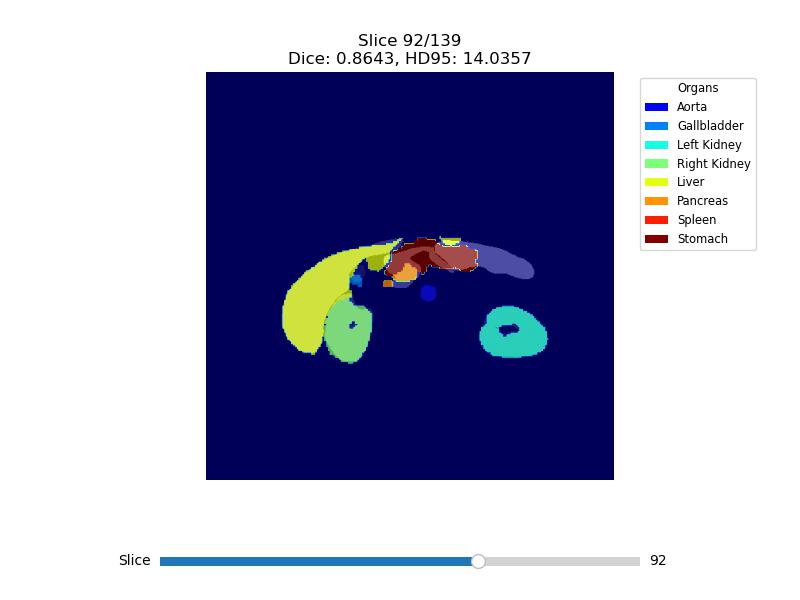 Slice 92/139
Dice: 0.8643, HD95: 14.0357
Organs
Aorta
Gallbladder
Left Kidney
Right Kidney
Liver
Pancreas
Spleen
Stomach
Slice 92